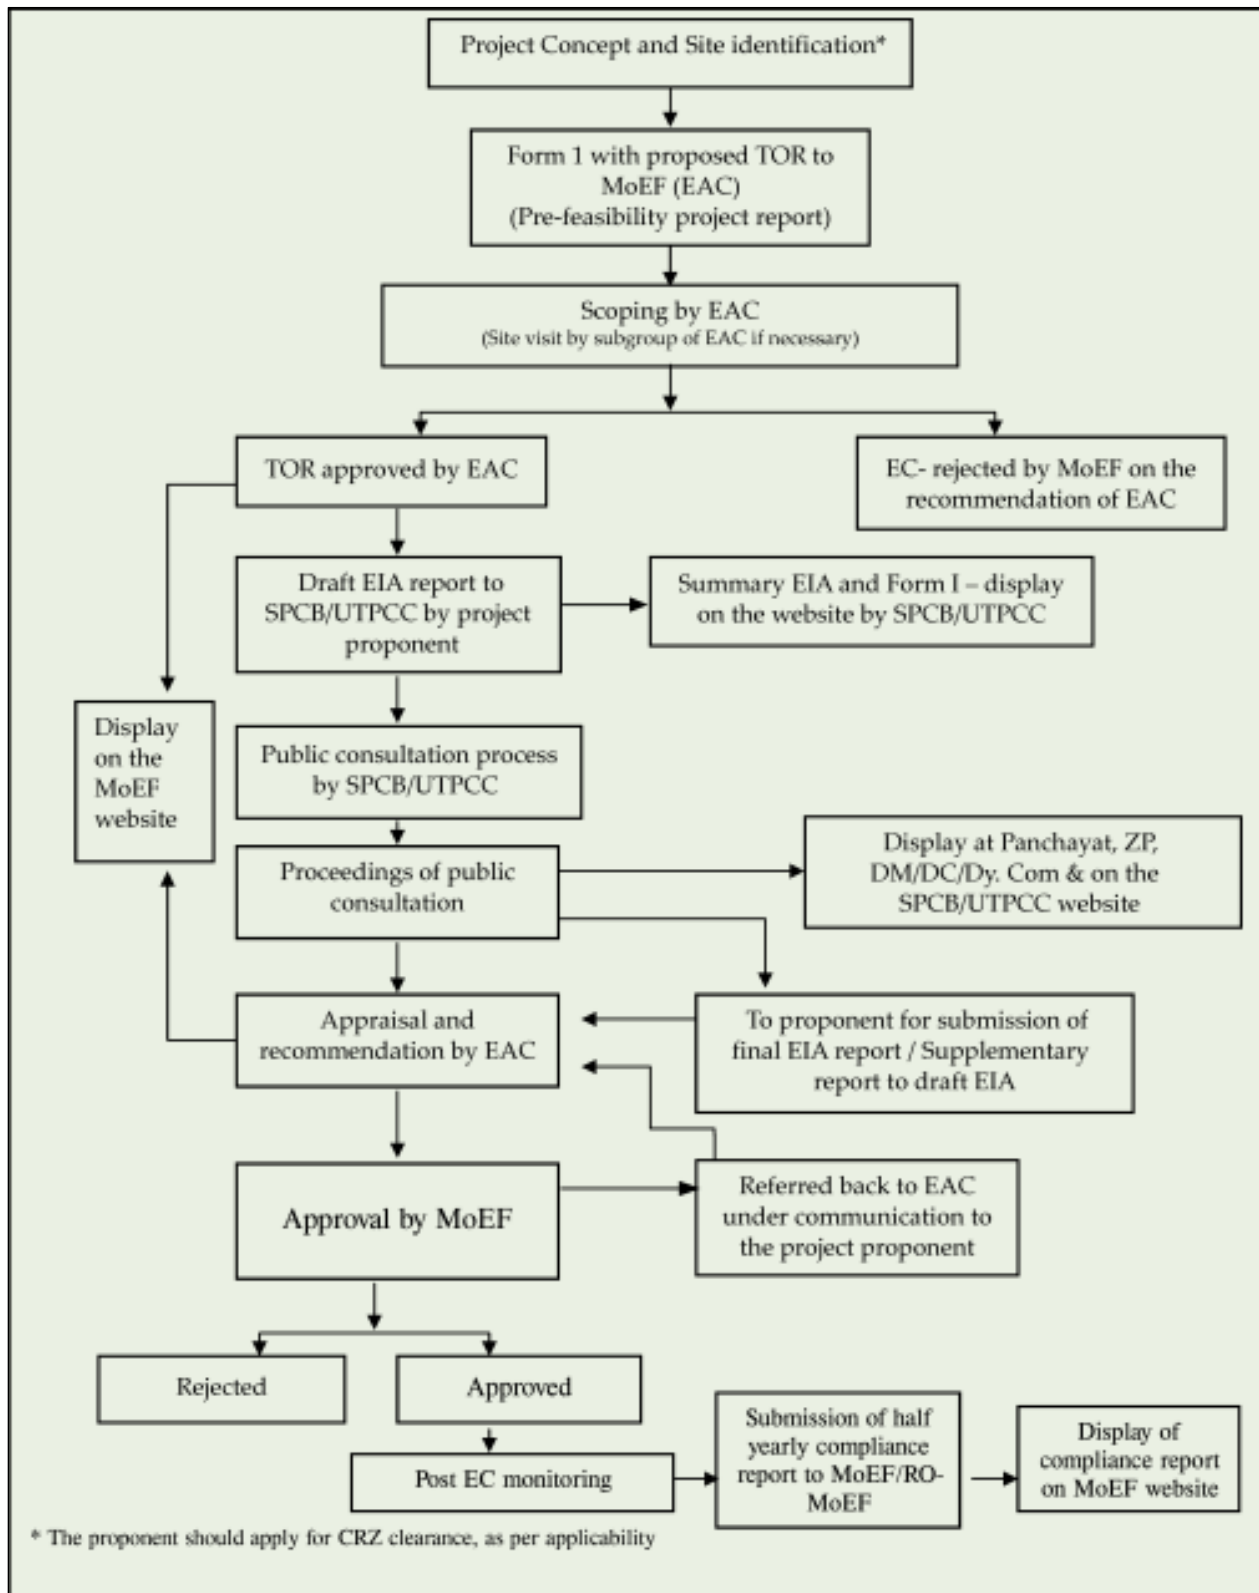 Project Concept and Site identification*
Form 1 with proposed TOR to
MoEF (EAC)
(Pre-feasibility project report)
Scoping by EAC
(Site visit by subgroup of EAC if necessary)
TOR approved by EAC
EC- rejected by MoEF on the
recommendation of EAC
Draft EIA report to
SPCB/UTPCC by project
proponent
Summary EIA and Form I – display
on the website by SPCB/UTPCC
Display
on the
MoEF
website
Public consultation process
by SPCB/UTPCC
Proceedings of public
consultation
Display at Panchayat, ZP,
DM/DC/Dy. Com & on the
SPCB/UTPCC website
Appraisal and
recommendation by EAC
To proponent for submission of
final EIA report / Supplementary
report to draft EIA
Approval by MoEF
Referred back to EAC
under communication to
the project proponent
Rejected
Approved
Post EC monitoring
Submission of half
yearly compliance
report to MoEF/RO-
MoEF
Display of
compliance report
on MoEF website
* The proponent should apply for CRZ clearance, as per applicability